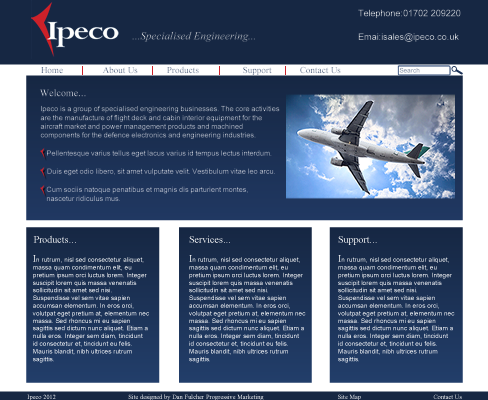 Ipeco
...Specialised Engineering...
Telephone:01702 209220
Emai:isales@ipeco.co.uk
Home About Us Products Support Contact Us Search
Welcome...
Ipeco is a group of specialised engineering businesses. The core activities
are the manufacture of flight deck and cabin interior equipment for the
aircraft market and power management products and machined
components for the defence electronics and engineering industries.
Pellentesque varius tellus eget lacus varius id tempus lectus interdum.
Duis eget odio libero, sit amet vulputate velit. Vestibulum vitae leo arcu.
Cum sociis natoque penatibus et magnis dis parturient montes,
nascetur ridiculus mus.
Products...
In rutrum, nisl sed consectetur aliquet,
massa quam condimentum elit, eu
pretium ipsum orci luctus lorem. Integer
suscipit lorem quis massa venenatis
sollicitudin sit amet sed nisi.
Suspendisse vel sem vitae sapien
accumsan elementum. In eros orci,
volutpat eget pretium at, elementum nec
massa. Sed rhoncus mi eu sapien
sagittis sed dictum nunc aliquet. Etiam a
nulla eros. Integer sem diam, tincidunt
id consectetur et, tincidunt eu felis.
Mauris blandit, nibh ultrices rutrum
sagittis.
Services...
In rutrum, nisl sed consectetur aliquet,
massa quam condimentum elit, eu
pretium ipsum orci luctus lorem. Integer
suscipit lorem quis massa venenatis
sollicitudin sit amet sed nisi.
Suspendisse vel sem vitae sapien
accumsan elementum. In eros orci,
volutpat eget pretium at, elementum nec
massa. Sed rhoncus mi eu sapien
sagittis sed dictum nunc aliquet. Etiam a
nulla eros. Integer sem diam, tincidunt
id consectetur et, tincidunt eu felis.
Mauris blandit, nibh ultrices rutrum
sagittis.
Support...
In rutrum, nisl sed consectetur aliquet,
massa quam condimentum elit, eu
pretium ipsum orci luctus lorem. Integer
suscipit lorem quis massa venenatis
sollicitudin sit amet sed nisi.
Suspendisse vel sem vitae sapien
accumsan elementum. In eros orci,
volutpat eget pretium at, elementum nec
massa. Sed rhoncus mi eu sapien
sagittis sed dictum nunc aliquet. Etiam a
nulla eros. Integer sem diam, tincidunt
id consectetur et, tincidunt eu felis.
Mauris blandit, nibh ultrices rutrum
sagittis.
Ipeco 2012 Site designed by Dan Fulcher Progressive Marketing Site Map Contact Us